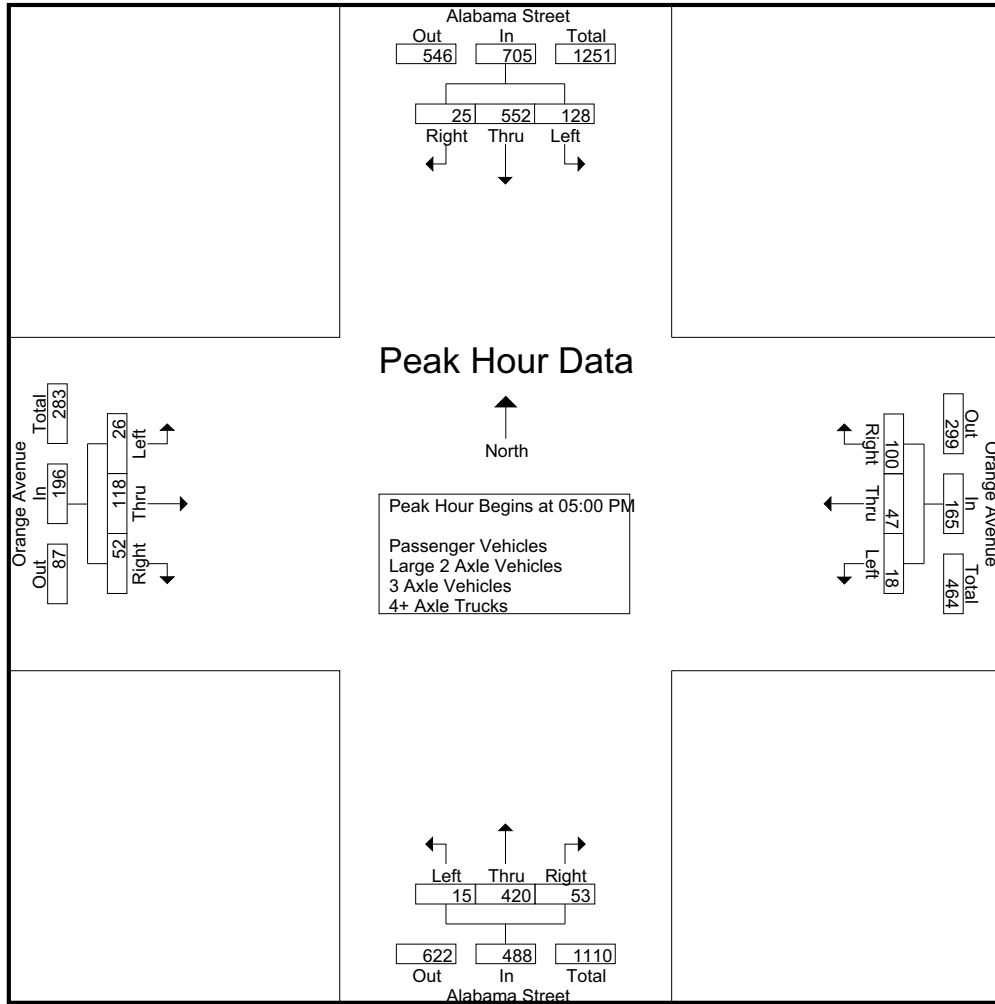 Alabama Street
Out In Total
546 705 1251
25 552 128
Right Thru Left
Peak Hour Data
North
Orange Avenue
Total In Out
283 196 87
26 118 52
Left Thru Right
Peak Hour Begins at 05:00 PM
Passenger Vehicles
Large 2 Axle Vehicles
3 Axle Vehicles
4+ Axle Trucks
Right Thru Left
100 47 18
299 165 464
Out In Total
Orange Avenue
Left Thru Right
15 420 53
622 488 1110
Out In Total
Alabama Street